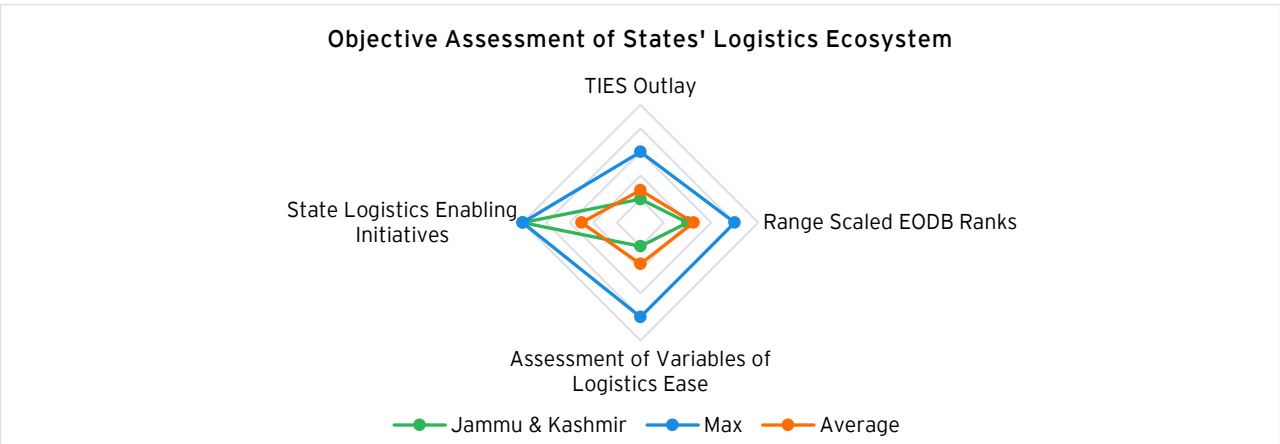 Objective Assessment of States' Logistics Ecosystem
TIES Outlay
State Logistics Enabling
Initiatives
Range Scaled EODB Ranks
Assessment of Variables of
Logistics Ease
Jammu & Kashmir
Max
Average